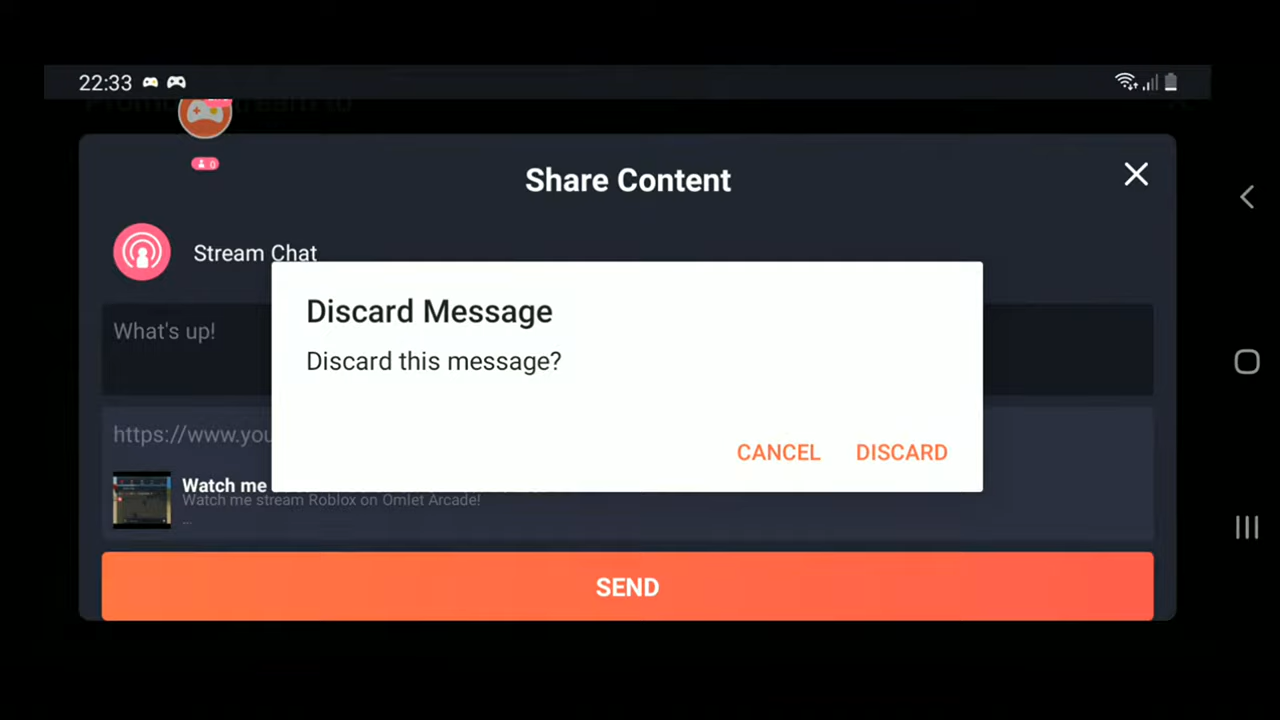 22:33
0
Share Content
Stream Chat
Discard Message
Discard this message?
CANCEL
DISCARD
What's up!
https://www.you
Watch me
Watch me stream Roblox on Omlet Arcade!
...
SEND